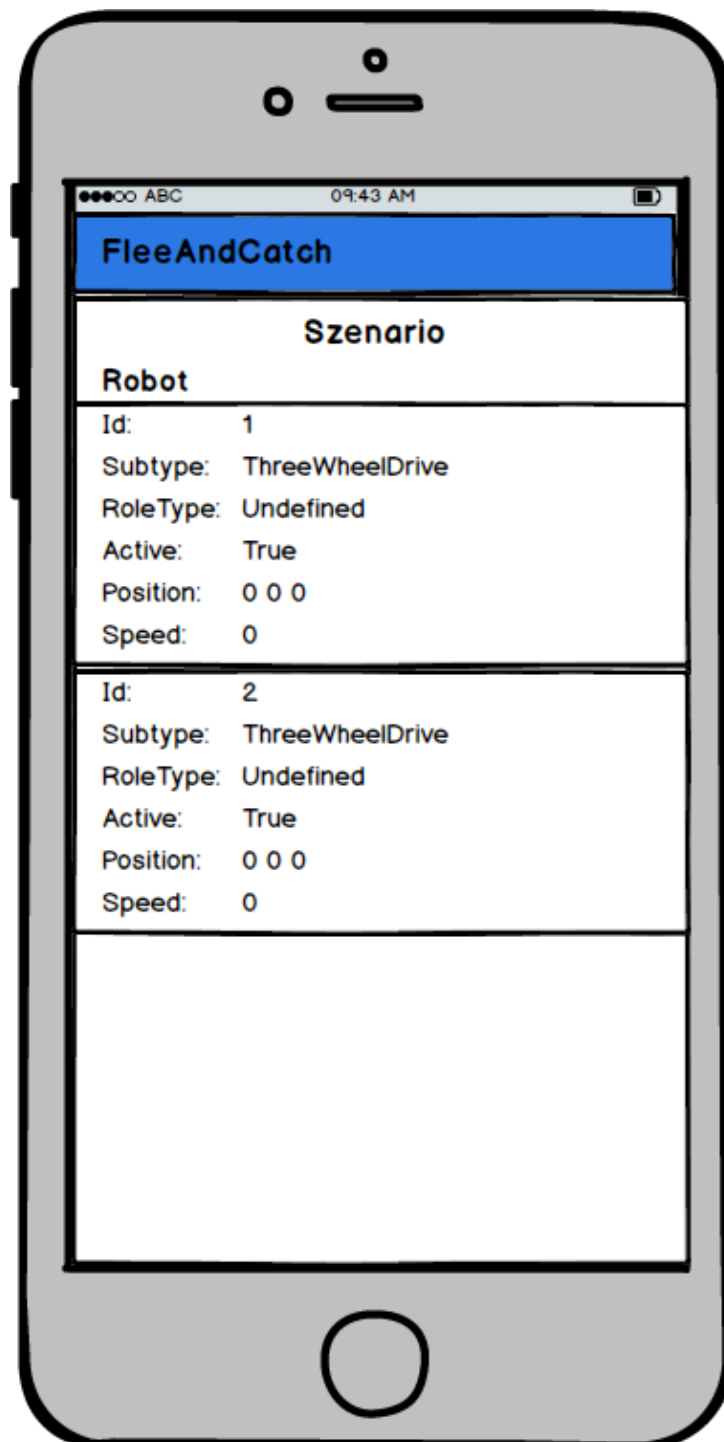 ABC 09:43 AM
FleeAndCatch
Szenario
Robot
Id: 1
Subtype: ThreeWheelDrive
RoleType: Undefined
Active: True
Position: 0 0 0
Speed: 0
Id: 2
Subtype: ThreeWheelDrive
RoleType: Undefined
Active: True
Position: 0 0 0
Speed: 0